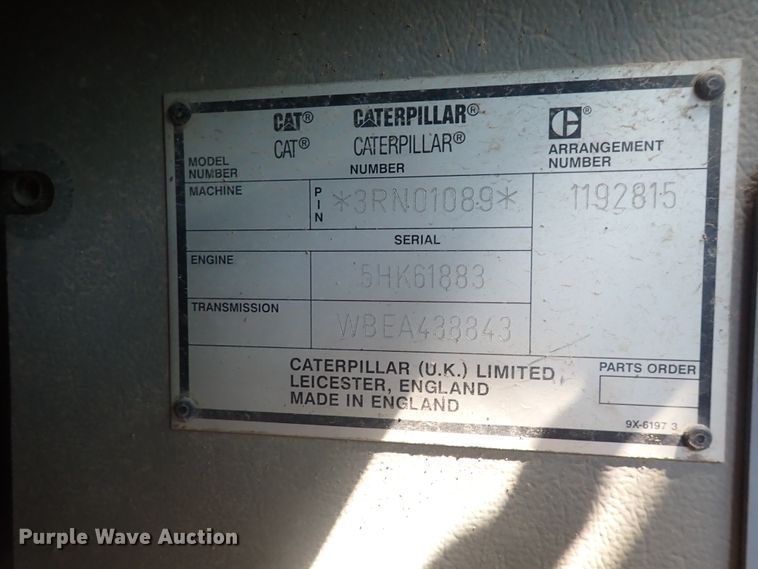 CAT® CATERPILLAR® C®
CAT® CATERPILLAR®
MODEL NUMBER NUMBER ARRANGEMENT NUMBER
MACHINE PIN *3RN01089* 1192815
SERIAL
ENGINE 5HK61883
TRANSMISSION WBEA438843
CATERPILLAR (U.K.) LIMITED
LEICESTER, ENGLAND
MADE IN ENGLAND
PARTS ORDER
9X-6197 3
Purple Wave Auction